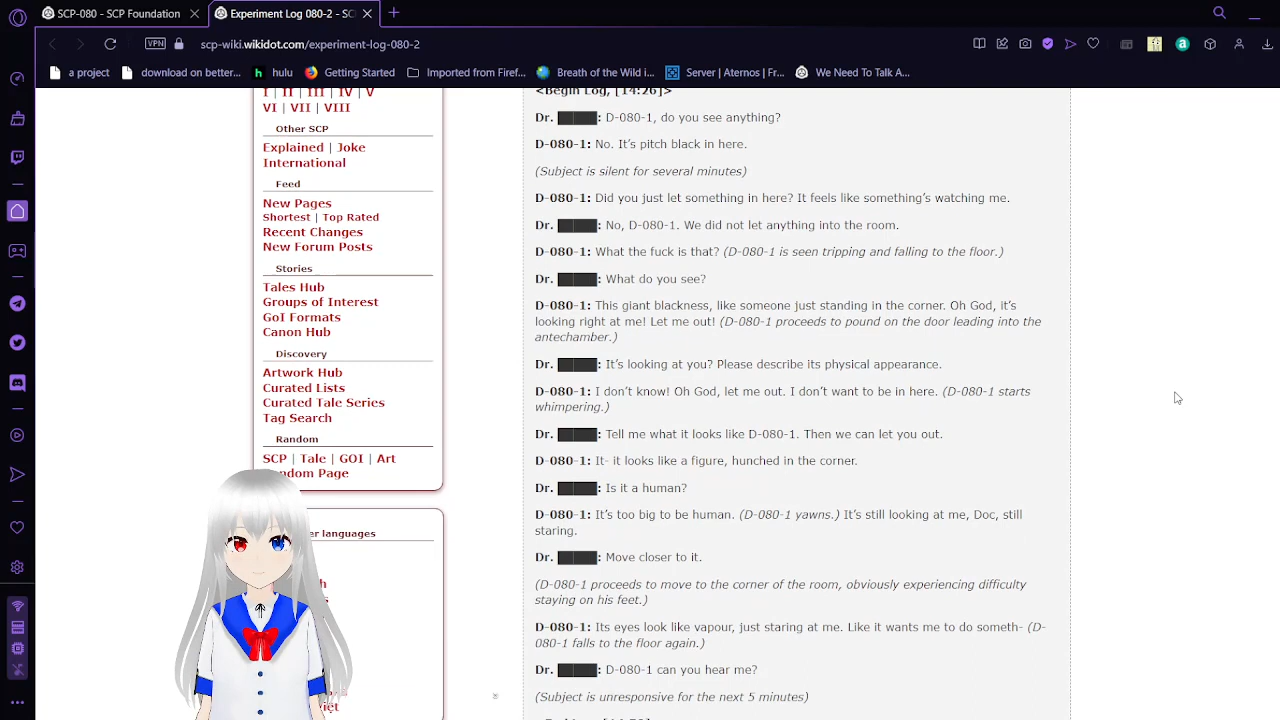 SCP-080 - SCP Foundation
Experiment Log 080-2 - SC
VPN
scp-wiki.wikidot.com/experiment-log-080-2
a project
download on better...
hulu
Getting Started
Imported from Firef...
Breath of the Wild i...
Server | Aternos | Fr...
We Need To Talk A...
I | II | III | IV | V
VI | VII | VIII
Other SCP
Explained | Joke
International
Feed
New Pages
Shortest | Top Rated
Recent Changes
New Forum Posts
Stories
Tales Hub
Groups of Interest
GoI Formats
Canon Hub
Discovery
Artwork Hub
Curated Lists
Curated Tale Series
Tag Search
Random
SCP | Tale | GOI | Art
ndom Page
er languages
<Begin Log, [14:26]>
Dr. : D-080-1, do you see anything?
D-080-1: No. It’s pitch black in here.
(Subject is silent for several minutes)
D-080-1: Did you just let something in here? It feels like something’s watching me.
Dr. : No, D-080-1. We did not let anything into the room.
D-080-1: What the fuck is that? (D-080-1 is seen tripping and falling to the floor.)
Dr. : What do you see?
D-080-1: This giant blackness, like someone just standing in the corner. Oh God, it’s
looking right at me! Let me out! (D-080-1 proceeds to pound on the door leading into the
antechamber.)
Dr. : It’s looking at you? Please describe its physical appearance.
D-080-1: I don’t know! Oh God, let me out. I don’t want to be in here. (D-080-1 starts
whimpering.)
Dr. : Tell me what it looks like D-080-1. Then we can let you out.
D-080-1: It- it looks like a figure, hunched in the corner.
Dr. : Is it a human?
D-080-1: It’s too big to be human. (D-080-1 yawns.) It’s still looking at me, Doc, still
staring.
Dr. : Move closer to it.
(D-080-1 proceeds to move to the corner of the room, obviously experiencing difficulty
staying on his feet.)
D-080-1: Its eyes look like vapour, just staring at me. Like it wants me to do someth- (D-
080-1 falls to the floor again.)
Dr. : D-080-1 can you hear me?
(Subject is unresponsive for the next 5 minutes)